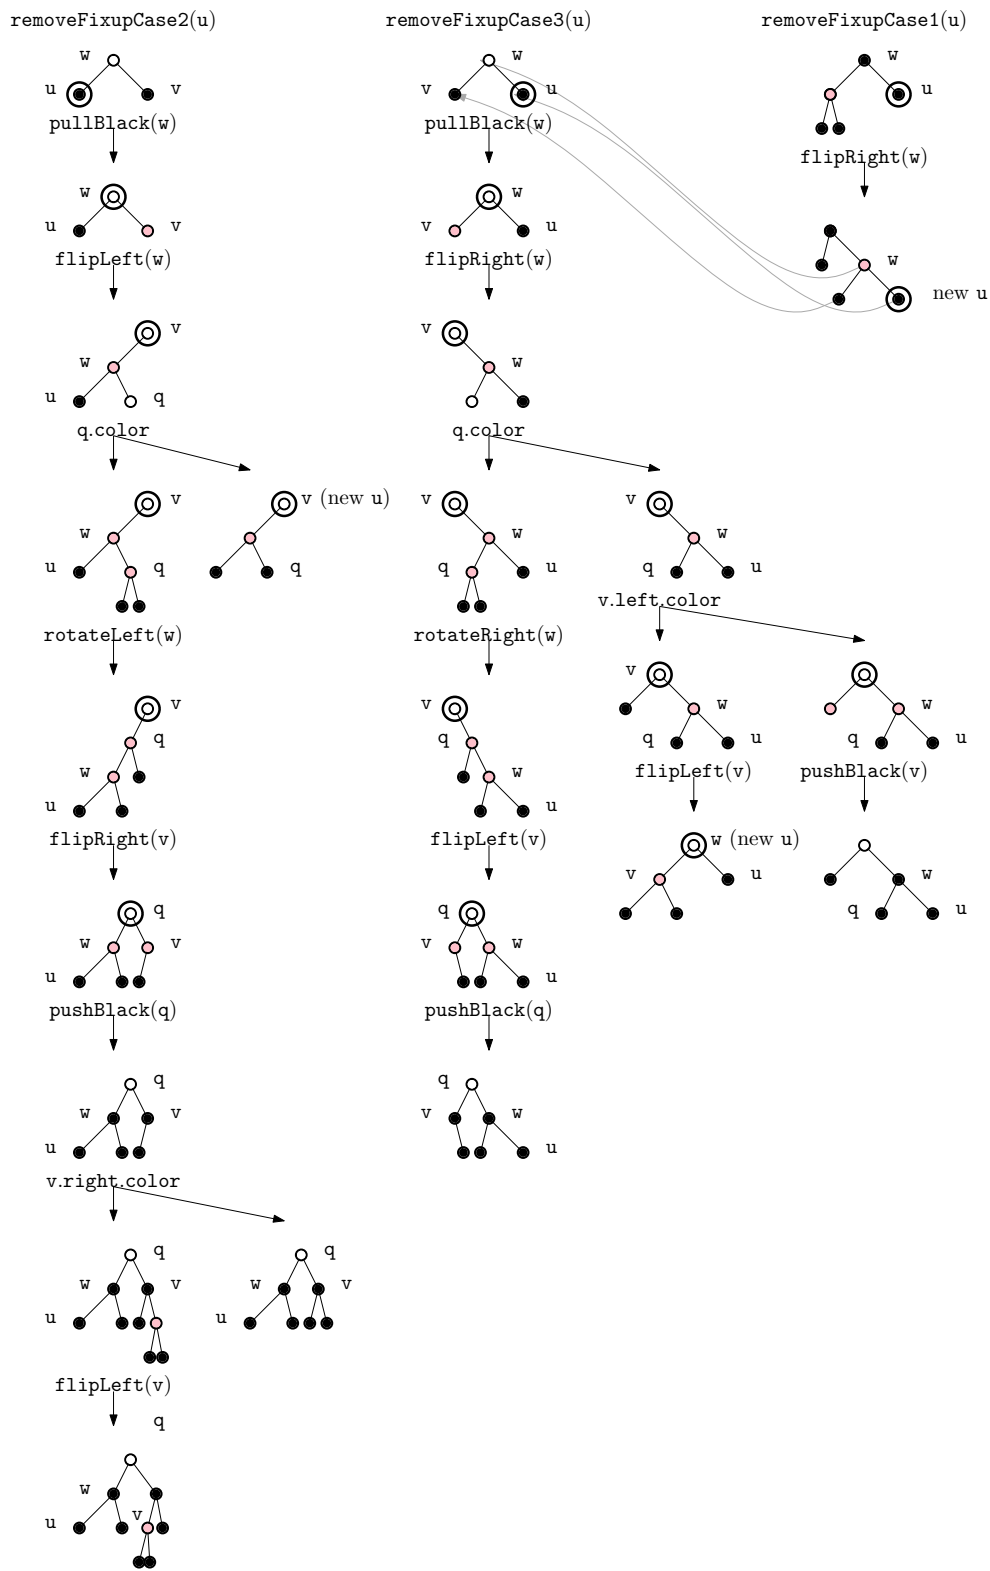 removeFixupCase2(u)
w
u
v
pullBlack(w)
w
u
v
flipLeft(w)
v
w
u
q
q.color
v
w
u
q
v (new u)
q
rotateLeft(w)
v
q
w
u
flipRight(v)
q
w
v
u
pushBlack(q)
q
w
v
u
v.right.color
q
w
v
u
q
w
v
u
flipLeft(v)
q
w
v
u
removeFixupCase3(u)
w
v
u
pullBlack(w)
w
v
u
flipRight(w)
v
w
q.color
v
w
q
u
rotateRight(w)
v
q
w
u
flipLeft(v)
q
v
w
u
pushBlack(q)
q
v
w
u
v
w
q
u
v.left.color
v
w
q
u
flipLeft(v)
w (new u)
v
u
w
q
u
pushBlack(v)
w
q
u
removeFixupCase1(u)
w
u
flipRight(w)
w
new u